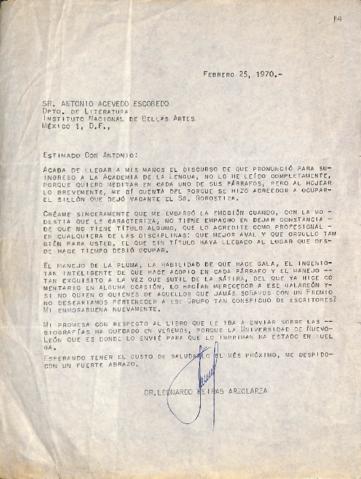 Febrero 25, 1970.-
SR. ANTONIO ACEVEDO ESCOBEDO
DPTO. DE LITERATURA
INSTITUTO NACIONAL DE BELLAS ARTES
MÉXICO 1, D.F.,
ESTIMADO DON ANTONIO:
ACABA DE LLEGAR A MIS MANOS EL DISCURSO DE QUE PRONUNCIÓ PARA SU-
INGRESO A LA ACADEMIA DE LA LENGUA, NO LO HE LEÍDO COMPLETAMENTE,
PORQUE QUIERO MEDITAR EN CADA UNO DE SUS PÁRRAFOS, PERO AL HOJEAR
LO BREVEMENTE, ME DÍ CUENTA DEL PORQUE SE HIZO ACREEDOR A OCUPAR-
EL SILLÓN QUE DEJÓ VACANTE EL SR. GOROSTIZA.
CRÉAME SINCERAMENTE QUE ME EMBARGÓ LA EMOCIÓN CUANDO, CON LA MO-
DESTIA QUE LE CARACTERIZA, NO TIENE EMPACHO EN DEJAR CONSTANCIA-
DE QUE NO TIENE TÍTULO ALGUNO, QUE LO ACREDITE COMO PROFESIONAL-
EN CUALQUIERA DE LAS DISCIPLINAS: QUE MEJOR AVAL Y QUE ORGULLO TAM
BIÉN PARA USTED, EL QUE SIN TÍTULO HAYA LLEGADO AL LUGAR QUE DES-
DE HACE TIEMPO DEBIÓ OCUPAR.
EL MANEJO DE LA PLUMA, LA HABILIDAD DE QUE HACE GALA, EL INGENIO-
TAN INTELIGENTE DE QUE HACE ACOPIO EN CADA PÁRRAFO Y EL MANEJO -
TAN EXQUISITO A LA VEZ QUE SUTIL DE LA SÁTIRA, DEL QUE YA HICE CO
MENTARIO EN ALGUNA OCASIÓN, LO HACÍAN MERCEDOR A ESE GALARDÓN Y-
SI NO QUIEN O QUIENES DE AQUELLOS QUE JAMÁS SOÑAMOS CON UN PREMIO
NO DESEARÍAMOS PERTENECER A ESE GRUPO TAN CONSPICUO DE ESCRITORES!
MI ENHORABUENA NUEVAMENTE.
MI PROMESA CON RESPECTO AL LIBRO QUE LE IBA A ENVIAR SOBRE LAS --
BIOGRAFÍAS HA QUEDADO EN VEREMOS, PORQUE LA UNIVERSIDAD DE NUEVO-
LEÓN QUE ES DONDE LO ENVIÉ PARA QUE LO IMPRIMAN HA ESTADO EN HUEL
GA.
ESPERANDO TENER EL GUSTO DE SALUDARLO EL MES PRÓXIMO, ME DESPIDO-
CON UN FUERTE ABRAZO.
DR. LEONARDO ARZOLARZA